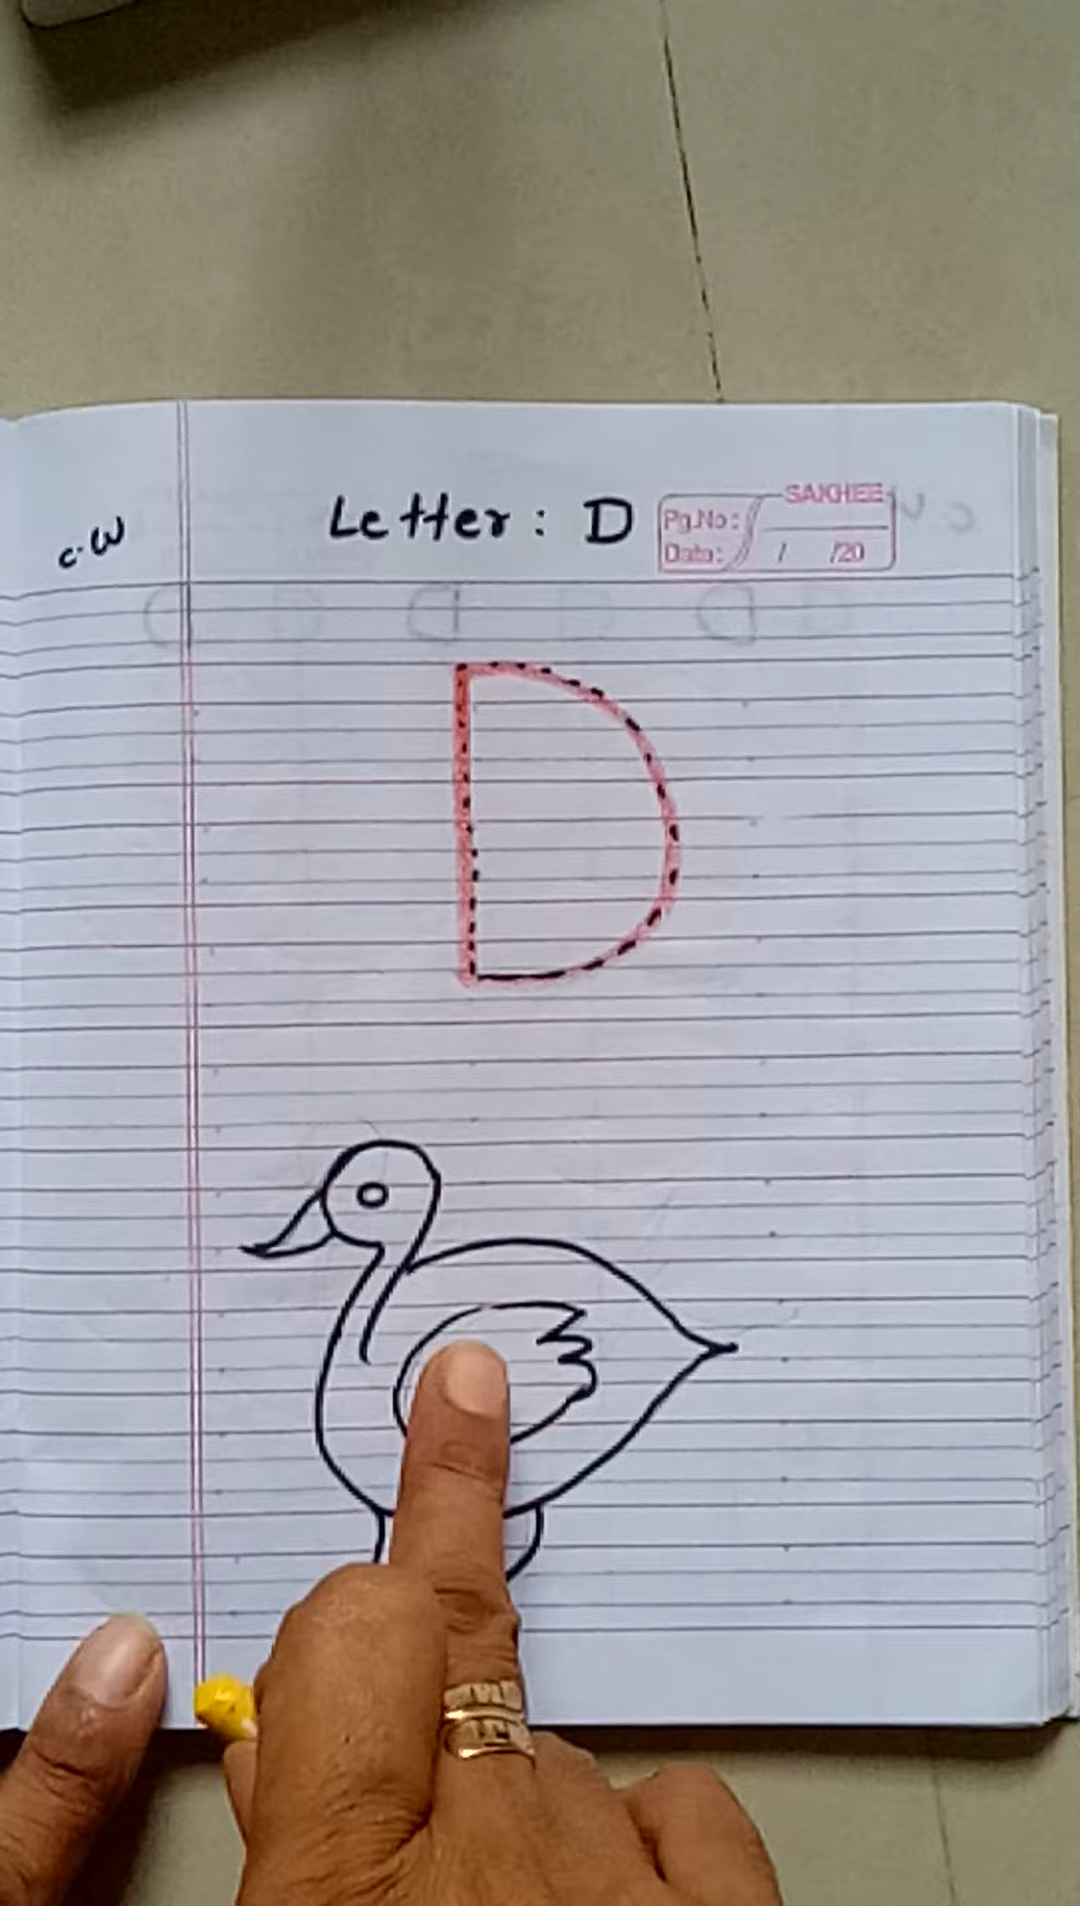 c.w
Letter : D
SAKHEE
Pg.No:
Date: / /20
D